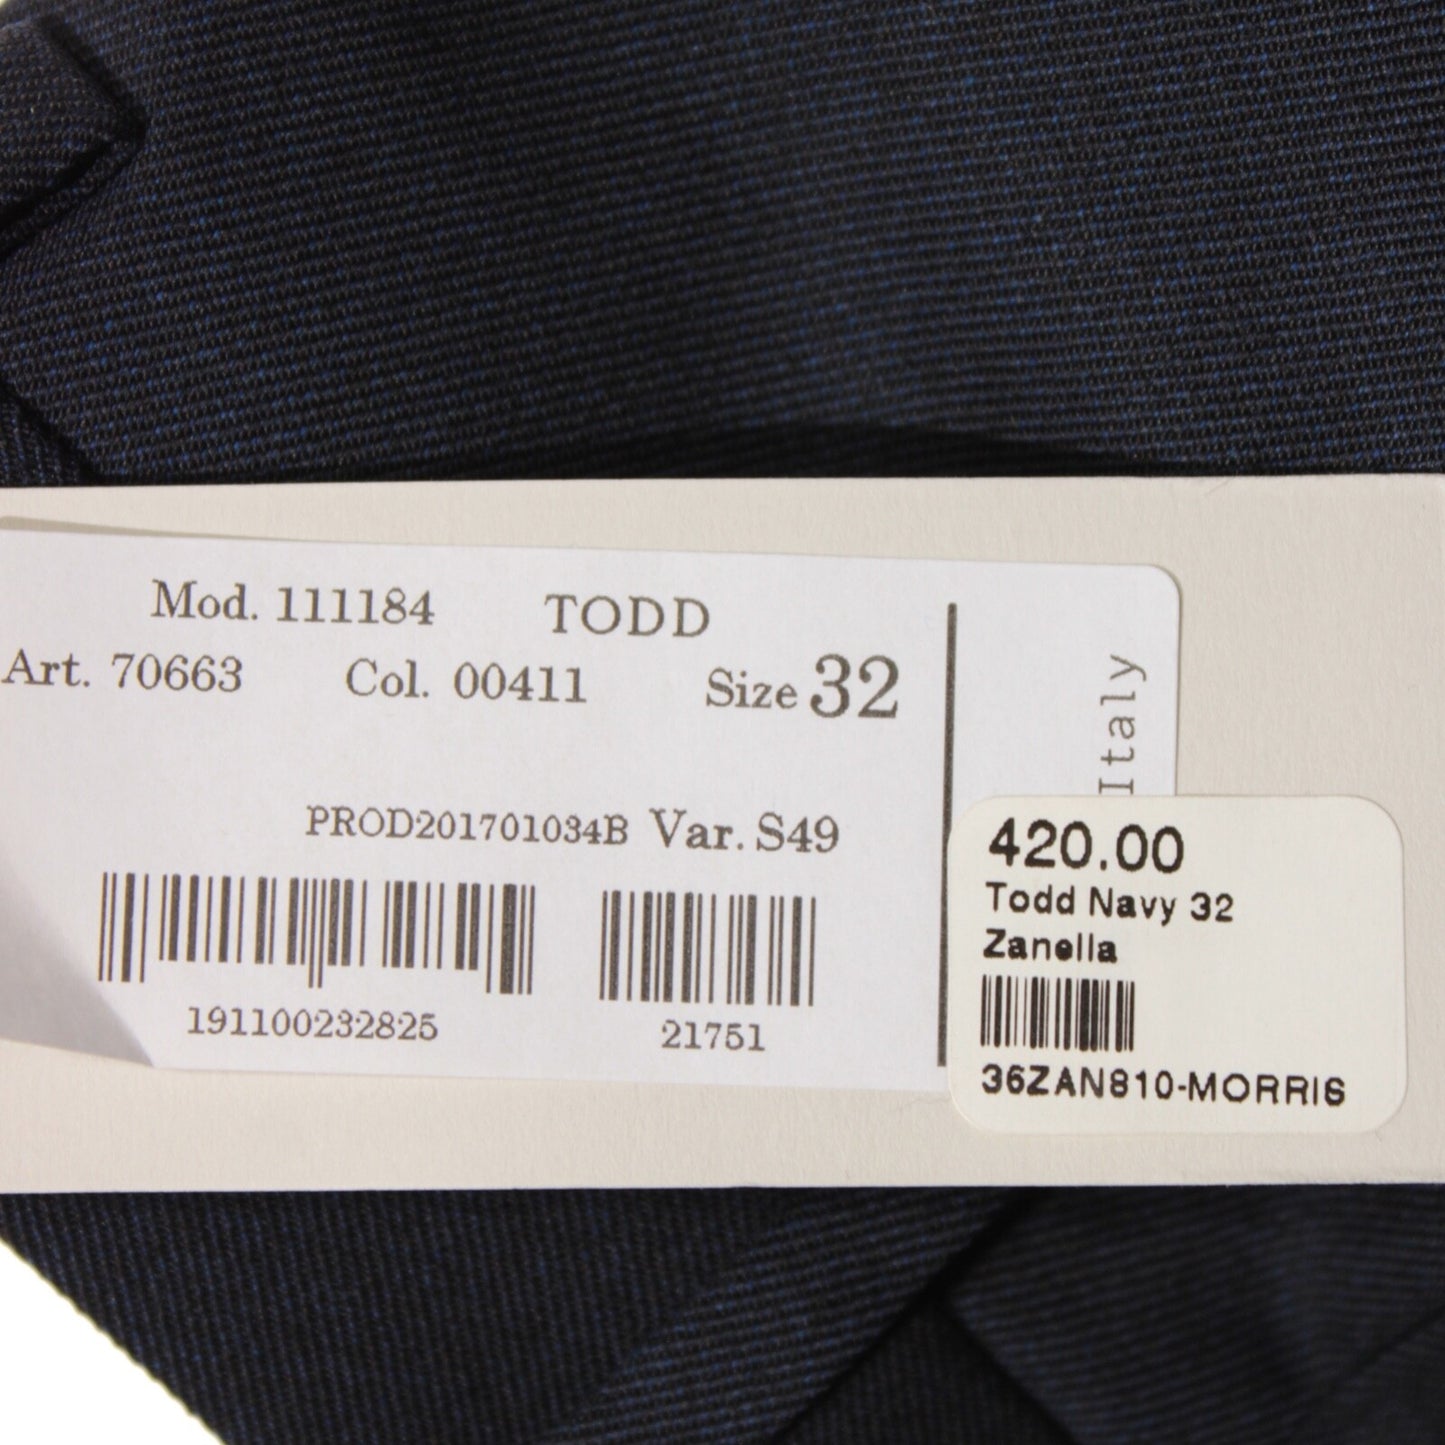 Mod. 111184 TODD
Art. 70663 Col. 00411 Size 32
PROD201701034B Var. S49
191100232825 21751
Italy
420.00
Todd Navy 32
Zanella
36ZAN810-MORRIS